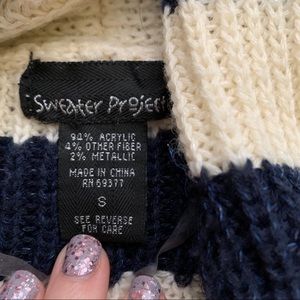 Sweater Project
94% ACRYLIC
4% OTHER FIBER
2% METALLIC
MADE IN CHINA
RN 69377
S
SEE REVERSE
FOR CARE